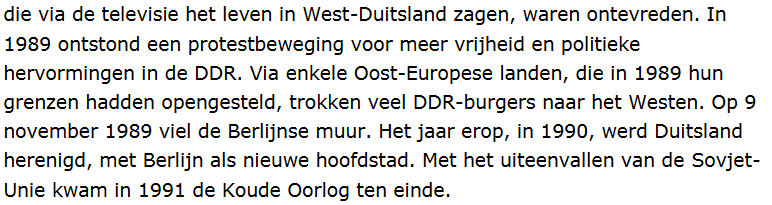 die via de televisie het leven in West-Duitsland zagen, waren ontevreden. In
1989 ontstond een protestbeweging voor meer vrijheid en politieke
hervormingen in de DDR. Via enkele Oost-Europese landen, die in 1989 hun
grenzen hadden opengesteld, trokken veel DDR-burgers naar het Westen. Op 9
november 1989 viel de Berlijnse muur. Het jaar erop, in 1990, werd Duitsland
herenigd, met Berlijn als nieuwe hoofdstad. Met het uiteenvallen van de Sovjet-
Unie kwam in 1991 de Koude Oorlog ten einde.